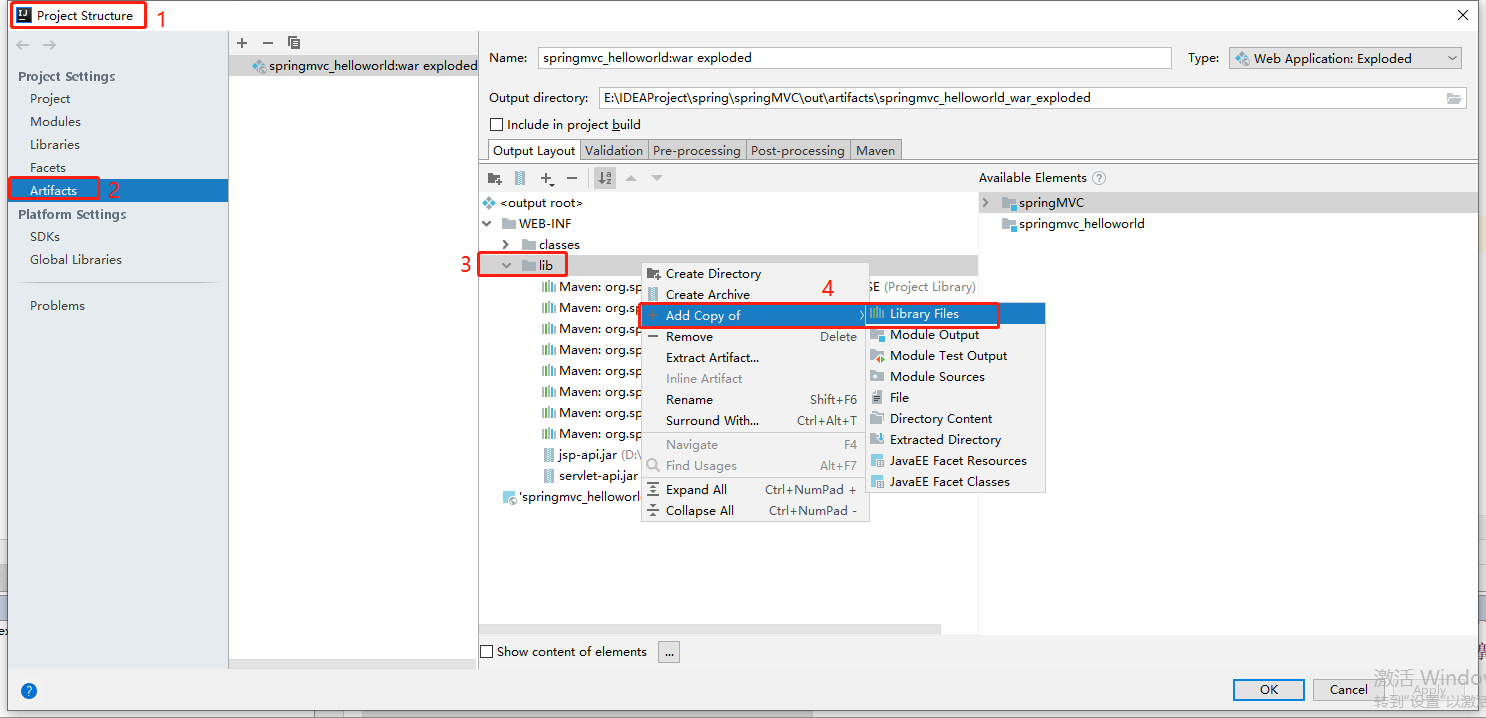 Project Structure
1
Project Settings
Project
Modules
Libraries
Facets
Artifacts
2
Platform Settings
SDKs
Global Libraries
Problems
springmvc_helloworld:war exploded
Name: springmvc_helloworld:war exploded
Type: Web Application: Exploded
Output directory: E:\IDEAProject\spring\springMVC\out\artifacts\springmvc_helloworld_war_exploded
Include in project build
Output Layout Validation Pre-processing Post-processing Maven
Available Elements
<output root>
WEB-INF
classes
3
lib
Maven: org.sp
SE (Project Library)
Maven: org.sp
Maven: org.sp
Maven: org.sp
Maven: org.sp
Maven: org.sp
Maven: org.sp
Maven: org.sp
jsp-api.jar (D:\
servlet-api.jar
'springmvc_helloworl
Create Directory
4
Create Archive
Add Copy of
Remove Delete
Extract Artifact...
Inline Artifact
Rename Shift+F6
Surround With... Ctrl+Alt+T
Navigate F4
Find Usages Alt+F7
Expand All Ctrl+NumPad +
Collapse All Ctrl+NumPad -
Library Files
Module Output
Module Test Output
Module Sources
File
Directory Content
Extracted Directory
JavaEE Facet Resources
JavaEE Facet Classes
springMVC
springmvc_helloworld
Show content of elements ...
OK Cancel Apply
激活 Windo
转到"设置"以激活